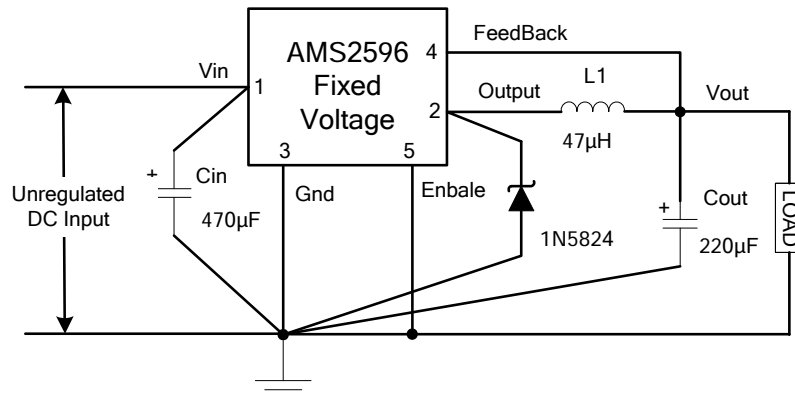 AMS2596
Fixed
Voltage
1
4
2
3
5
FeedBack
Vin
Output
L1
47µH
Vout
Unregulated
DC Input
+
Cin
470µF
Gnd
Enbale
1N5824
+
Cout
220µF
LOAD